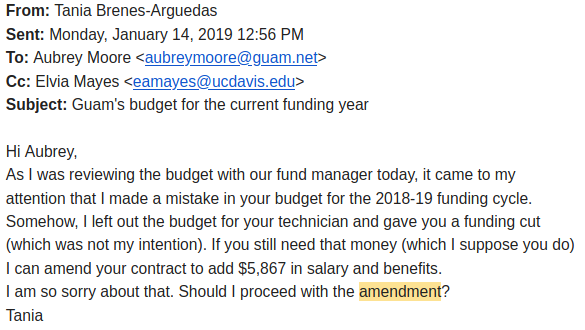 From: Tania Brenes-Arguedas
Sent: Monday, January 14, 2019 12:56 PM
To: Aubrey Moore <aubreymoore@guam.net>
Cc: Elvia Mayes <eamayes@ucdavis.edu>
Subject: Guam's budget for the current funding year
Hi Aubrey,
As I was reviewing the budget with our fund manager today, it came to my
attention that I made a mistake in your budget for the 2018-19 funding cycle.
Somehow, I left out the budget for your technician and gave you a funding cut
(which was not my intention). If you still need that money (which I suppose you do)
I can amend your contract to add $5,867 in salary and benefits.
I am so sorry about that. Should I proceed with the amendment?
Tania